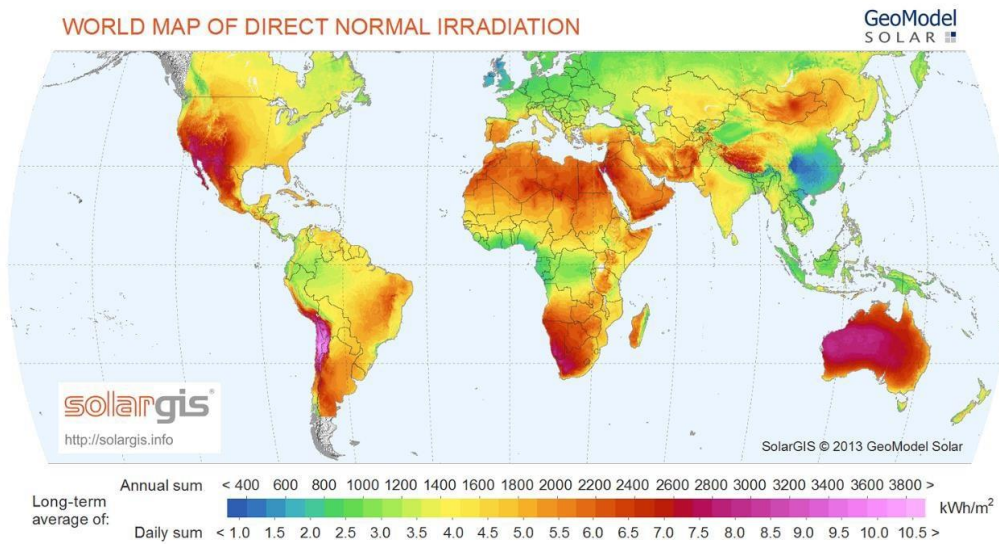 WORLD MAP OF DIRECT NORMAL IRRADIATION
GeoModel
SOLAR
solargis®
http://solargis.info
SolarGIS © 2013 GeoModel Solar
Annual sum < 400 600 800 1000 1200 1400 1600 1800 2000 2200 2400 2600 2800 3000 3200 3400 3600 3800 >
Long-term
average of:
kWh/m²
Daily sum < 1.0 1.5 2.0 2.5 3.0 3.5 4.0 4.5 5.0 5.5 6.0 6.5 7.0 7.5 8.0 8.5 9.0 9.5 10.0 10.5 >